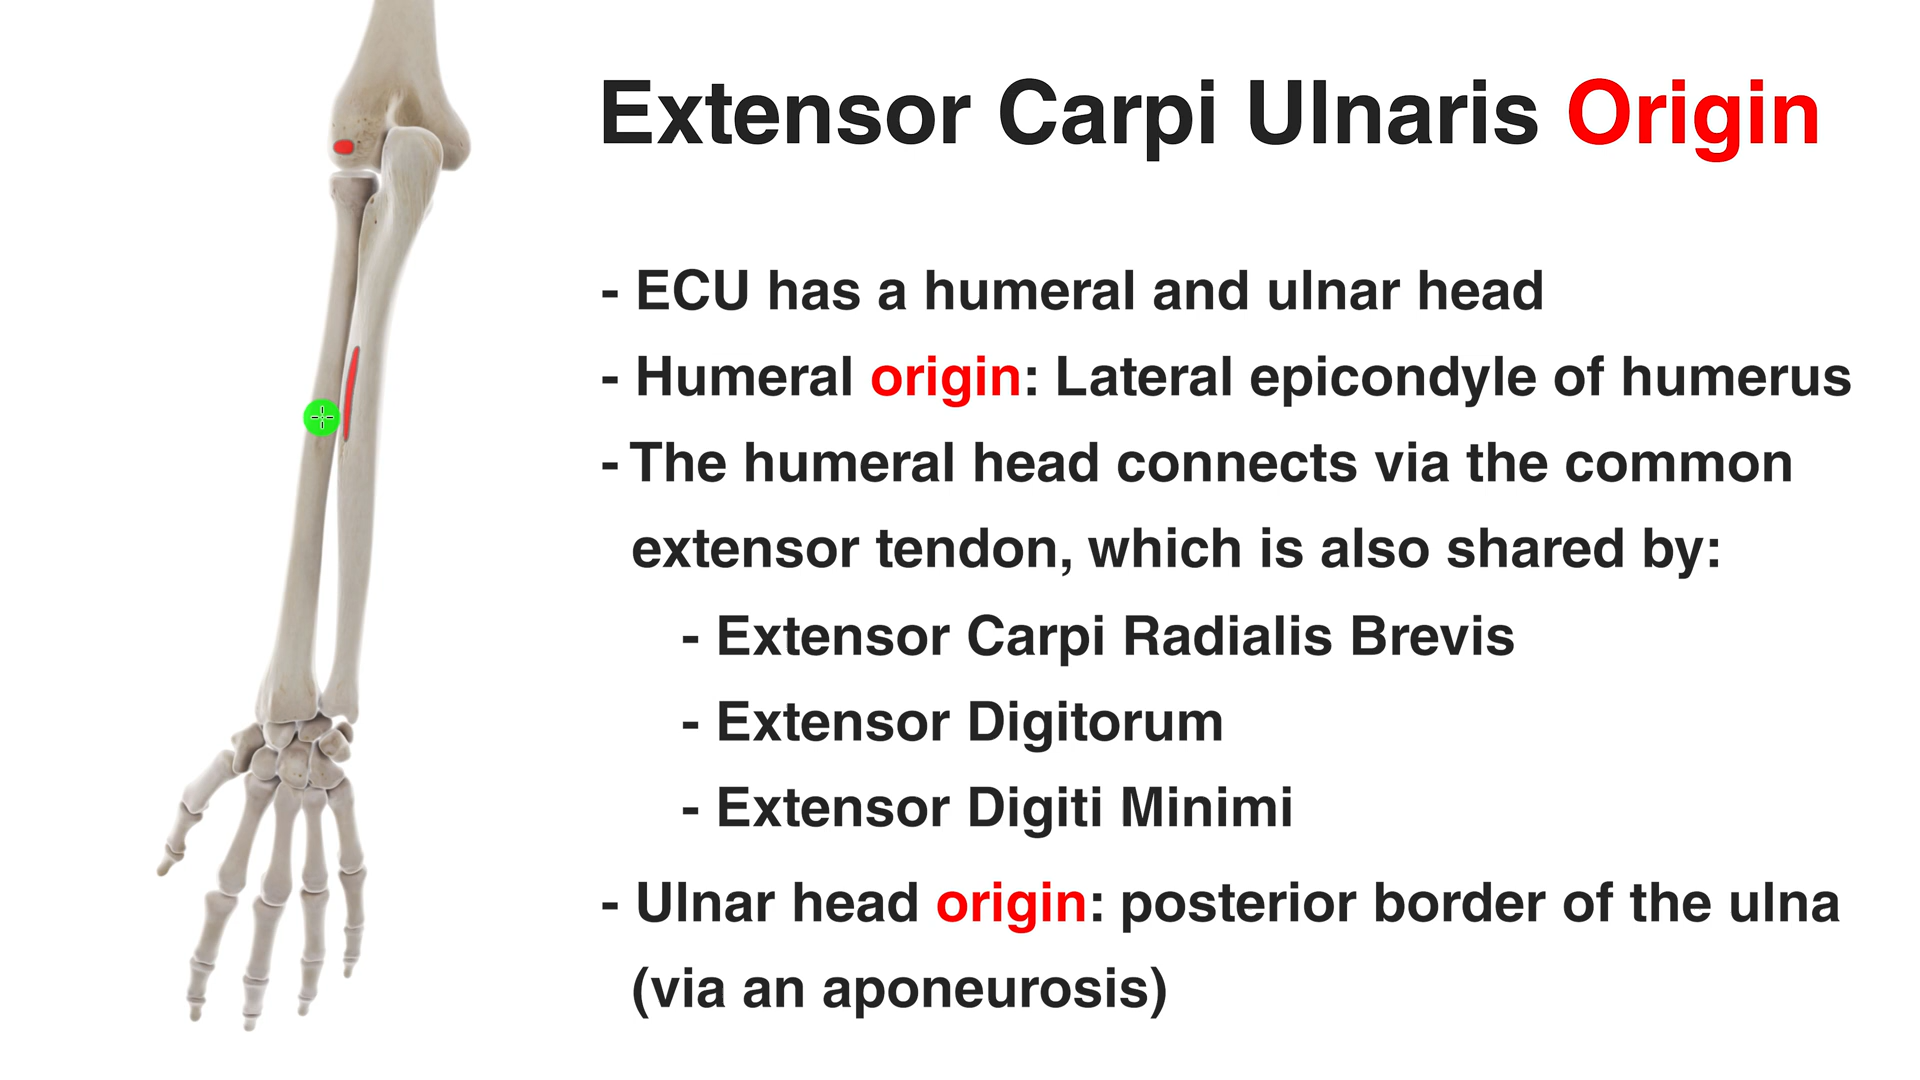 Extensor Carpi Ulnaris Origin
- ECU has a humeral and ulnar head
- Humeral origin: Lateral epicondyle of humerus
- The humeral head connects via the common
extensor tendon, which is also shared by:
- Extensor Carpi Radialis Brevis
- Extensor Digitorum
- Extensor Digiti Minimi
- Ulnar head origin: posterior border of the ulna
(via an aponeurosis)